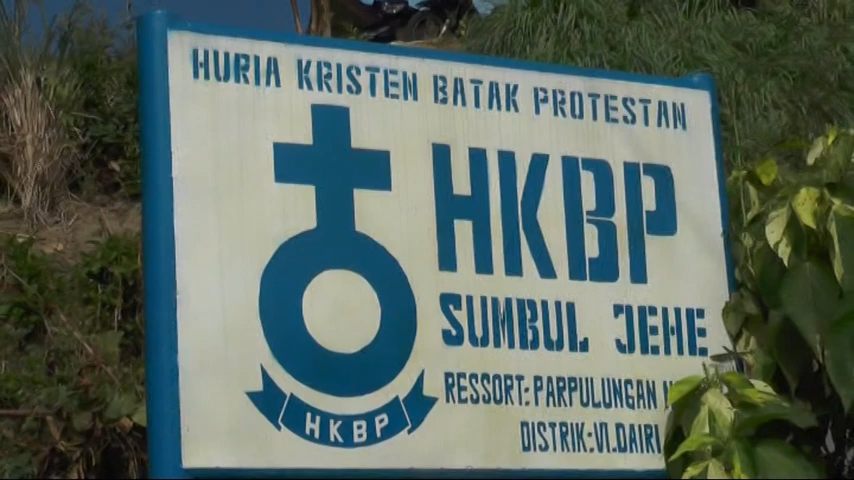 HURIA KRISTEN BATAK PROTESTAN
HKBP
SUMBUL JEHE
RESSORT: PARPULUNGAN
DISTRIK: VI. DAIRI
HKBP